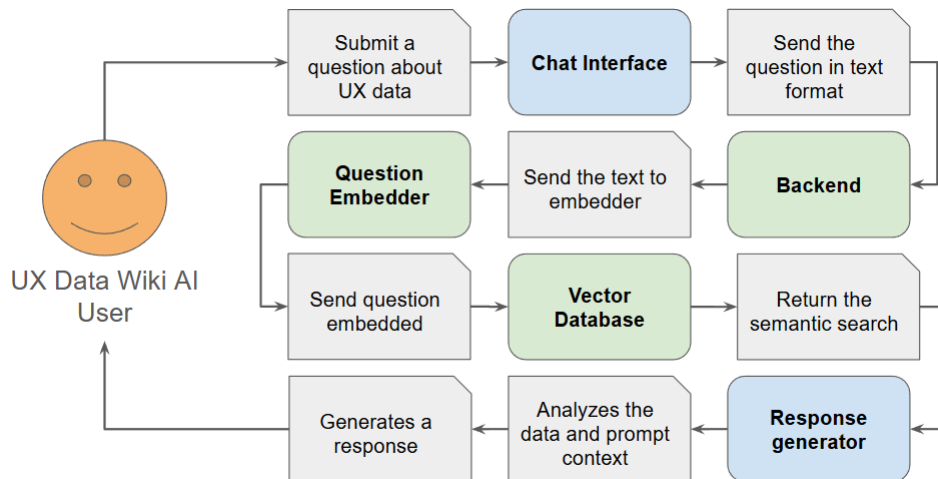 Submit a
question about
UX data
Chat Interface
Send the
question in text
format
Question
Embedder
Send the text to
embedder
Backend
UX Data Wiki AI
User
Send question
embedded
Vector
Database
Return the
semantic search
Generates a
response
Analyzes the
data and prompt
context
Response
generator